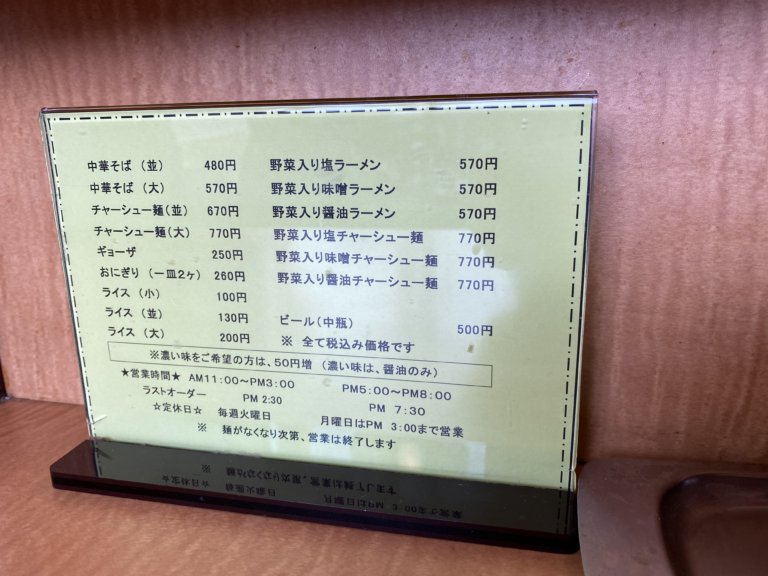 中華そば (並) 480円 野菜入り塩ラーメン 570円
中華そば (大) 570円 野菜入り味噌ラーメン 570円
チャーシュー麺(並) 670円 野菜入り醤油ラーメン 570円
チャーシュー麺(大) 770円 野菜入り塩チャーシュー麺 770円
ギョーザ 250円 野菜入り味噌チャーシュー麺 770円
おにぎり (一皿2ヶ) 260円 野菜入り醤油チャーシュー麺 770円
ライス (小) 100円
ライス (並) 130円 ビール(中瓶) 500円
ライス (大) 200円 ※ 全て税込み価格です
※濃い味をご希望の方は、50円増 (濃い味は、醤油のみ)
★営業時間★ AM11:00～PM3:00 PM5:00～PM8:00
ラストオーダー PM 2:30 PM 7:30
☆定休日☆ 毎週火曜日 月曜日はPM 3:00まで営業
※ 麺がなくなり次第、営業は終了します